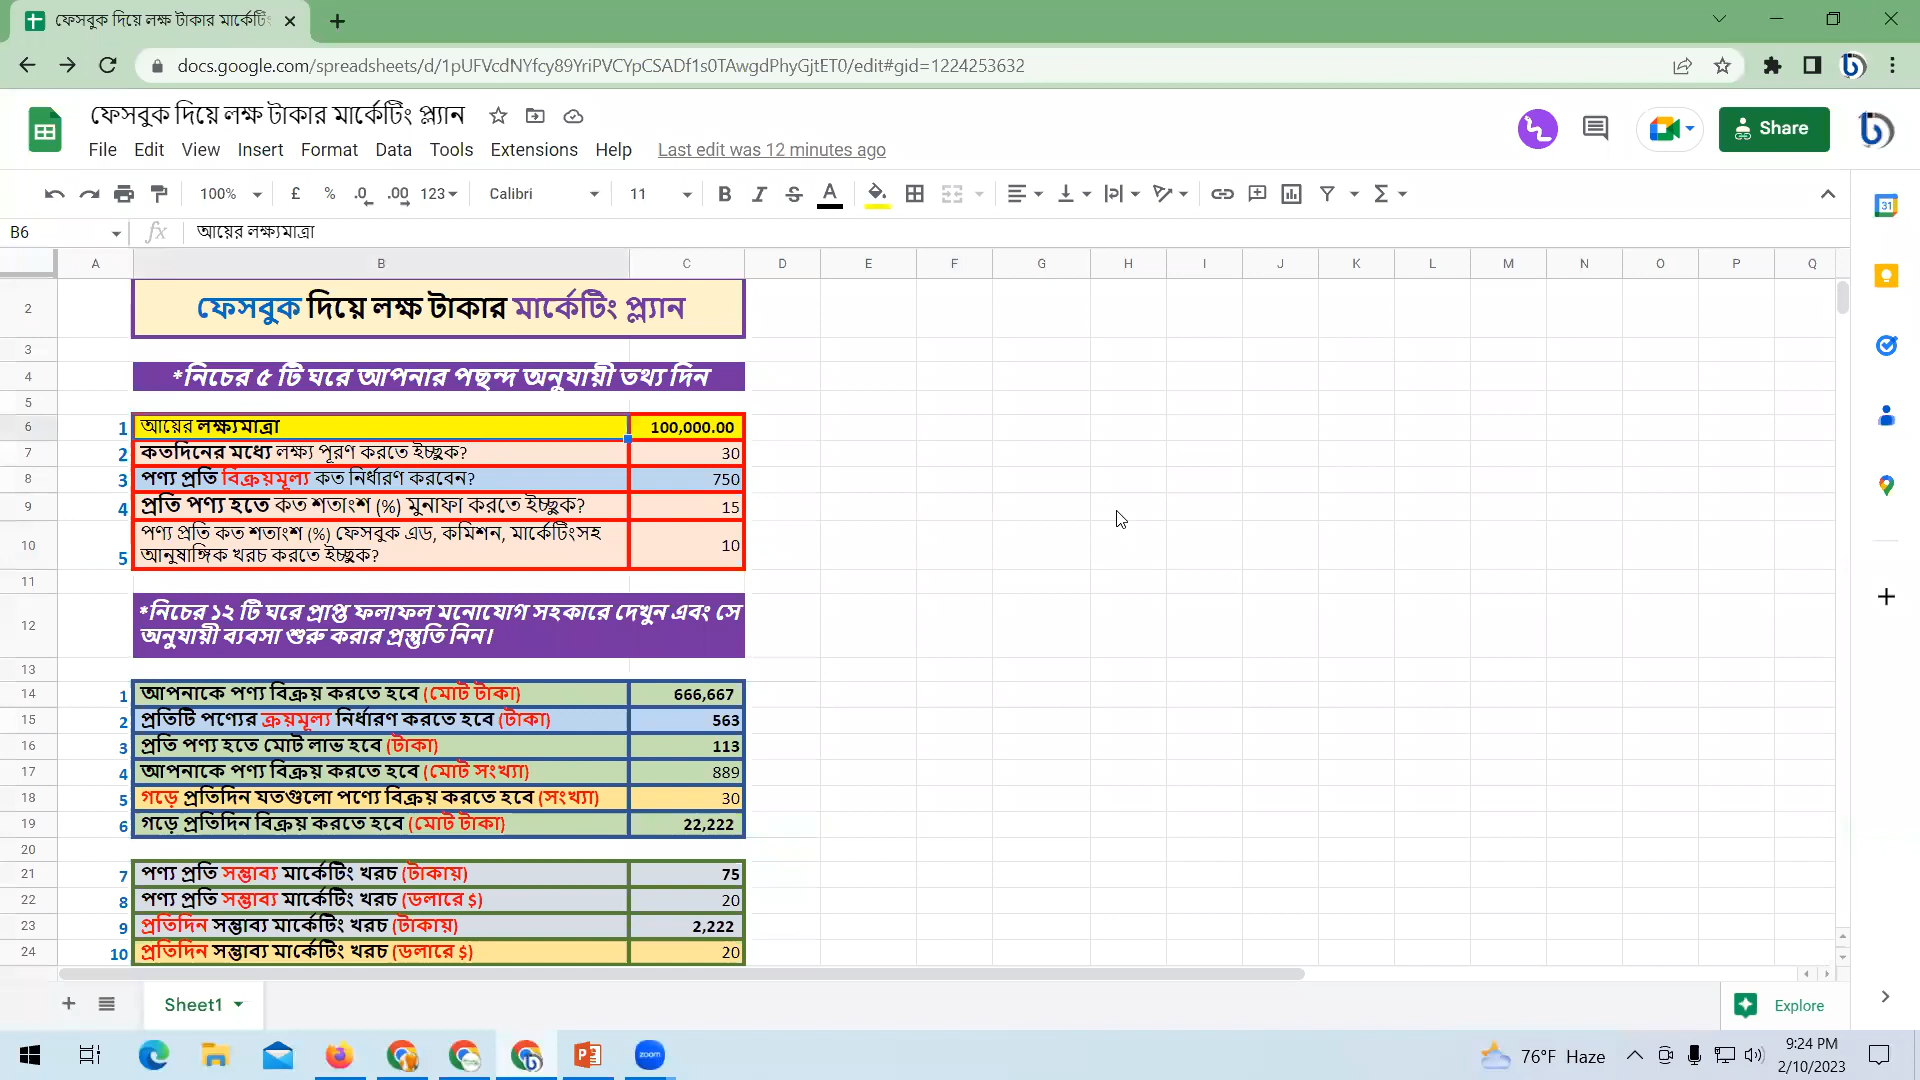 ফেসবুক দিয়ে লক্ষ টাকার মার্কেটিং
docs.google.com/spreadsheets/d/1pUFVcdNYfcy89YriPVCYpCSADf1s0TAwgdPhyGjtET0/edit#gid=1224253632
ফেসবুক দিয়ে লক্ষ টাকার মার্কেটিং প্ল্যান
File Edit View Insert Format Data Tools Extensions Help Last edit was 12 minutes ago
Share
100% £ % .0 .00 123 Calibri 11 B I S A
B6 fx আয়ের লক্ষ্যমাত্রা
A B C D E F G H I J K L M N O P Q
2 ফেসবুক দিয়ে লক্ষ টাকার মার্কেটিং প্ল্যান
3
4 *নিচের ৫ টি ঘরে আপনার পছন্দ অনুযায়ী তথ্য দিন
5
6 1 আয়ের লক্ষ্যমাত্রা 100,000.00
7 2 কতদিনের মধ্যে লক্ষ্য পূরণ করতে ইচ্ছুক? 30
8 3 পণ্য প্রতি বিক্রয়মূল্য কত নির্ধারণ করবেন? 750
9 4 প্রতি পণ্য হতে কত শতাংশ (%) মুনাফা করতে ইচ্ছুক? 15
পণ্য প্রতি কত শতাংশ (%) ফেসবুক এড, কমিশন, মার্কেটিংসহ
10 5 আনুষাঙ্গিক খরচ করতে ইচ্ছুক? 10
11
*নিচের ১২ টি ঘরে প্রাপ্ত ফলাফল মনোযোগ সহকারে দেখুন এবং সে
12 অনুযায়ী ব্যবসা শুরু করার প্রস্তুতি নিন।
13
14 1 আপনাকে পণ্য বিক্রয় করতে হবে (মোট টাকা) 666,667
15 2 প্রতিটি পণ্যের ক্রয়মূল্য নির্ধারণ করতে হবে (টাকা) 563
16 3 প্রতি পণ্য হতে মোট লাভ হবে (টাকা) 113
17 4 আপনাকে পণ্য বিক্রয় করতে হবে (মোট সংখ্যা) 889
18 5 গড়ে প্রতিদিন যতগুলো পণ্যে বিক্রয় করতে হবে (সংখ্যা) 30
19 6 গড়ে প্রতিদিন বিক্রয় করতে হবে (মোট টাকা) 22,222
20
21 7 পণ্য প্রতি সম্ভাব্য মার্কেটিং খরচ (টাকায়) 75
22 8 পণ্য প্রতি সম্ভাব্য মার্কেটিং খরচ (ডলারে $) 20
23 9 প্রতিদিন সম্ভাব্য মার্কেটিং খরচ (টাকায়) 2,222
24 10 প্রতিদিন সম্ভাব্য মার্কেটিং খরচ (ডলারে $) 20
Sheet1 Explore
zoom 76°F Haze 9:24 PM
2/10/2023